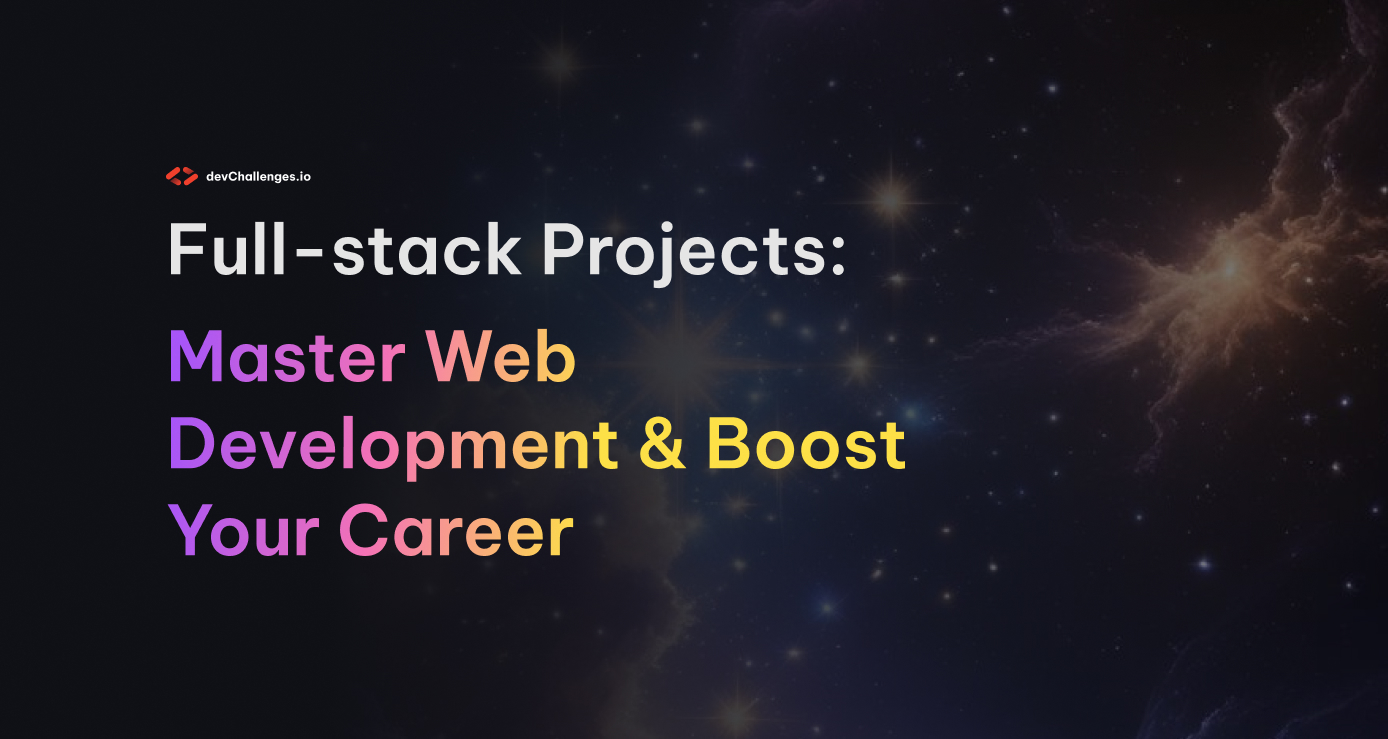 devChallenges.io
Full-stack Projects:
Master Web
Development & Boost
Your Career